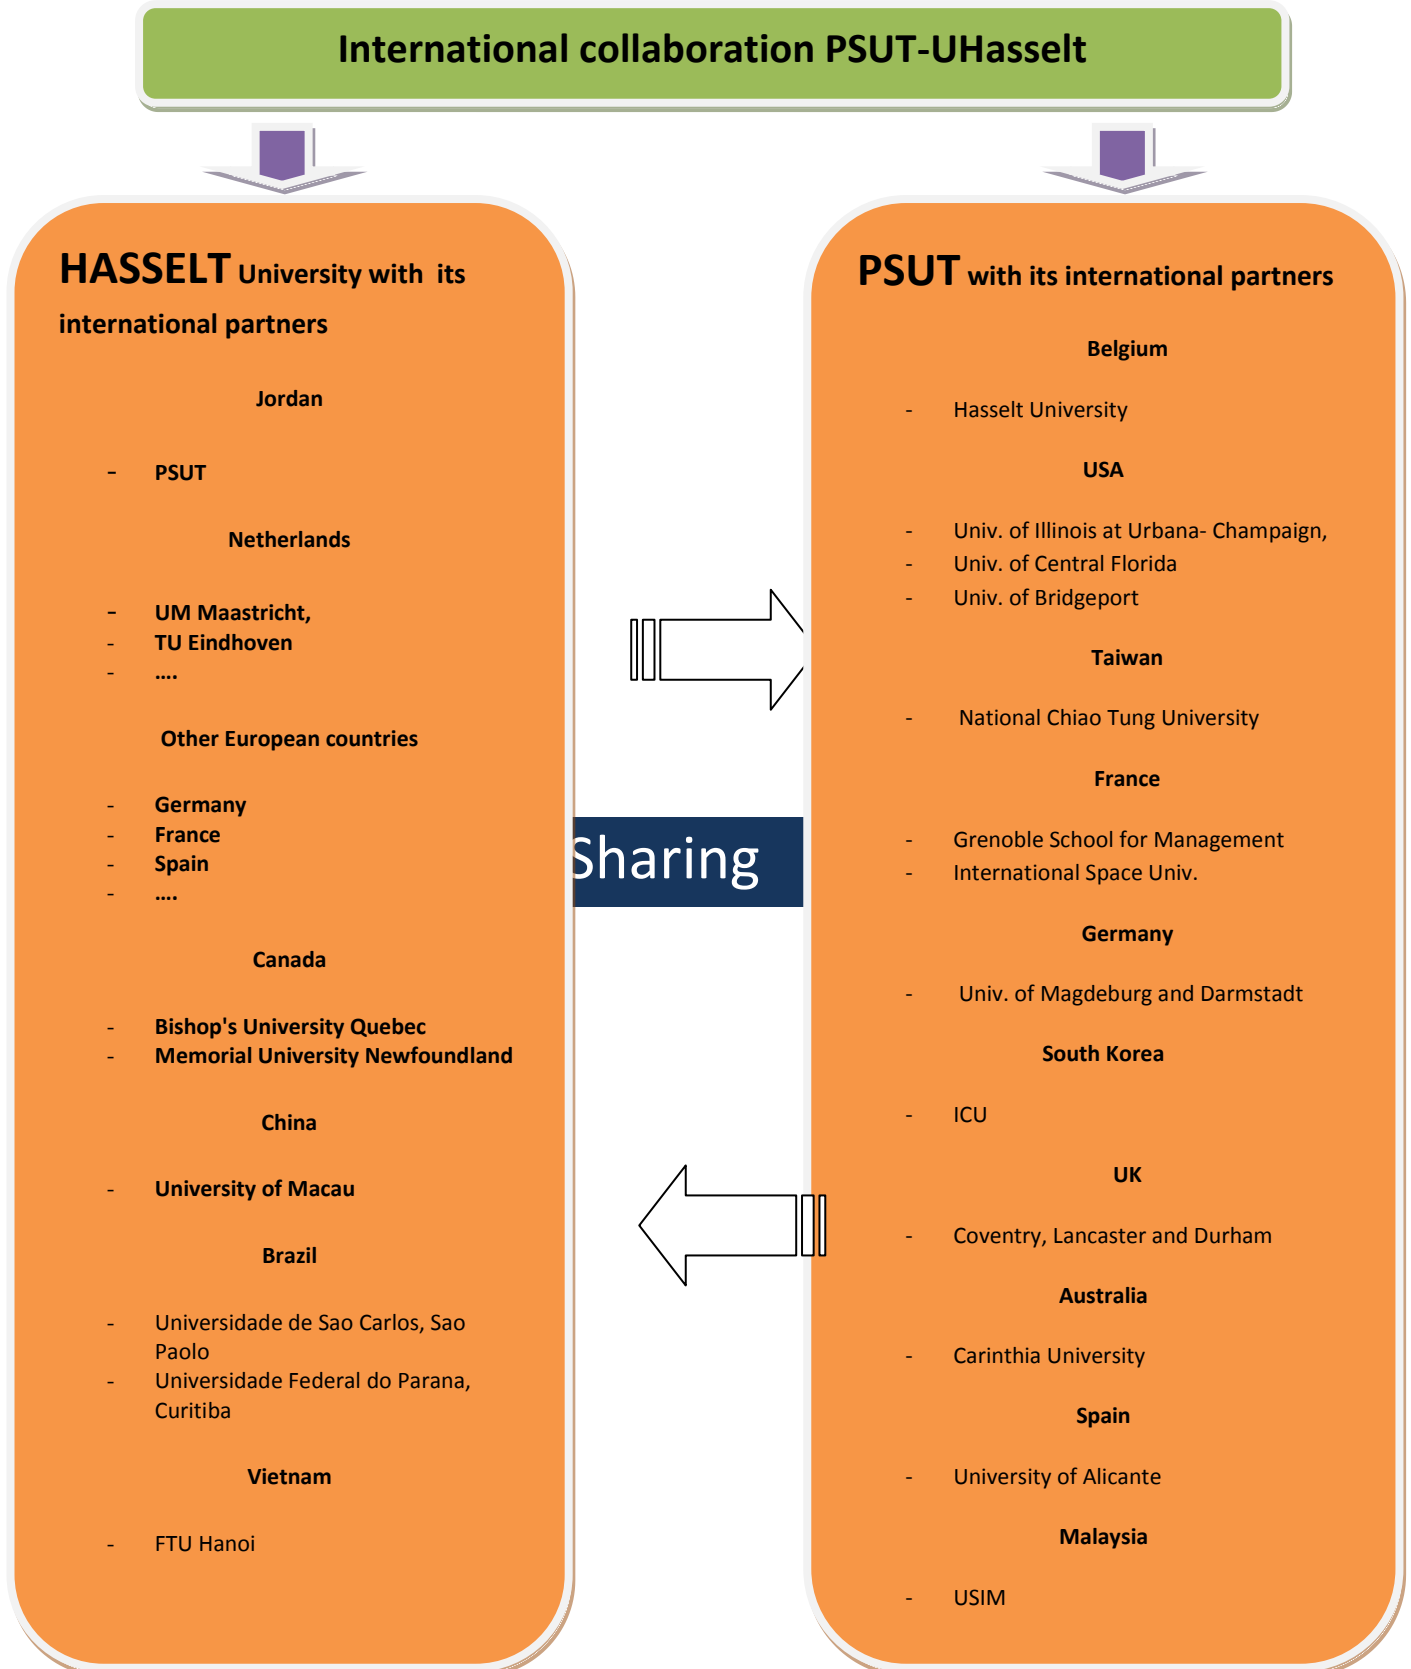 International collaboration PSUT-UHasselt
HASSELT University with its
international partners
Jordan
- PSUT
Netherlands
- UM Maastricht,
- TU Eindhoven
- ....
Other European countries
- Germany
- France
- Spain
- ....
Canada
- Bishop's University Quebec
- Memorial University Newfoundland
China
- University of Macau
Brazil
- Universidade de Sao Carlos, Sao
Paolo
- Universidade Federal do Parana,
Curitiba
Vietnam
- FTU Hanoi
Sharing
PSUT with its international partners
Belgium
- Hasselt University
USA
- Univ. of Illinois at Urbana- Champaign,
- Univ. of Central Florida
- Univ. of Bridgeport
Taiwan
- National Chiao Tung University
France
- Grenoble School for Management
- International Space Univ.
Germany
- Univ. of Magdeburg and Darmstadt
South Korea
- ICU
UK
- Coventry, Lancaster and Durham
Australia
- Carinthia University
Spain
- University of Alicante
Malaysia
- USIM